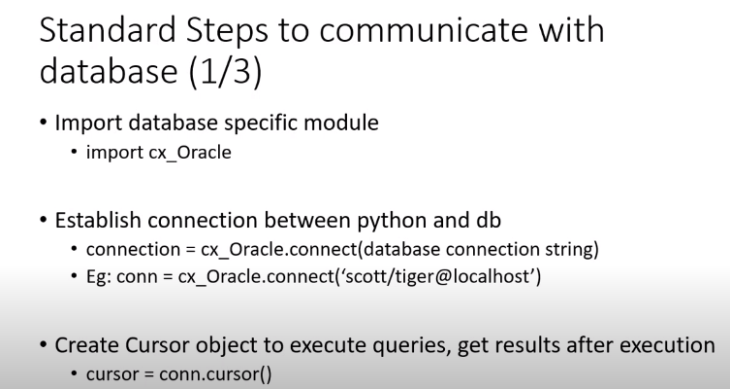 Standard Steps to communicate with
database (1/3)
• Import database specific module
• import cx_Oracle
• Establish connection between python and db
• connection = cx_Oracle.connect(database connection string)
• Eg: conn = cx_Oracle.connect(‘scott/tiger@localhost’)
• Create Cursor object to execute queries, get results after execution
• cursor = conn.cursor()